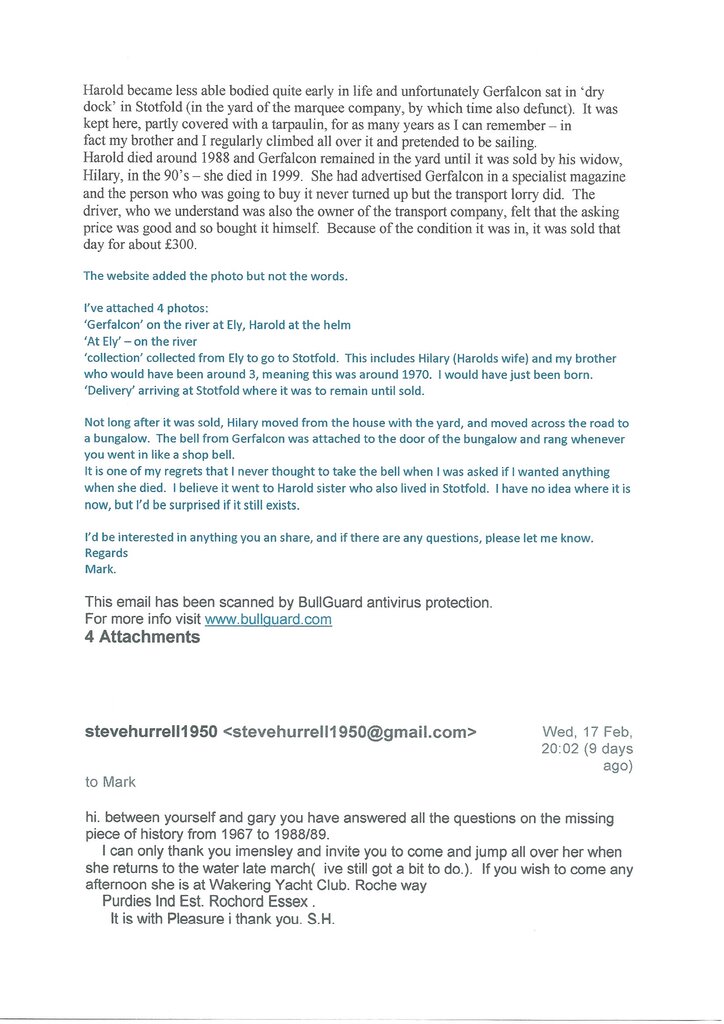 Harold became less able bodied quite early in life and unfortunately Gerfalcon sat in ‘dry
dock’ in Stotfold (in the yard of the marquee company, by which time also defunct).  It was
kept here, partly covered with a tarpaulin, for as many years as I can remember – in
fact my brother and I regularly climbed all over it and pretended to be sailing.
Harold died around 1988 and Gerfalcon remained in the yard until it was sold by his widow,
Hilary, in the 90’s – she died in 1999.  She had advertised Gerfalcon in a specialist magazine
and the person who was going to buy it never turned up but the transport lorry did.  The
driver, who we understand was also the owner of the transport company, felt that the asking
price was good and so bought it himself.  Because of the condition it was in, it was sold that
day for about £300.
The website added the photo but not the words.
I’ve attached 4 photos:
‘Gerfalcon’ on the river at Ely, Harold at the helm
‘At Ely’ – on the river
‘collection’ collected from Ely to go to Stotfold.  This includes Hilary (Harolds wife) and my brother
who would have been around 3, meaning this was around 1970.  I would have just been born.
‘Delivery’ arriving at Stotfold where it was to remain until sold.
Not long after it was sold, Hilary moved from the house with the yard, and moved across the road to
a bungalow.  The bell from Gerfalcon was attached to the door of the bungalow and rang whenever
you went in like a shop bell.
It is one of my regrets that I never thought to take the bell when I was asked if I wanted anything
when she died.  I believe it went to Harold sister who also lived in Stotfold.  I have no idea where it is
now, but I’d be surprised if it still exists.
I’d be interested in anything you an share, and if there are any questions, please let me know.
Regards
Mark.
This email has been scanned by BullGuard antivirus protection.
For more info visit www.bullguard.com
4 Attachments
stevehurrell1950 <stevehurrell1950@gmail.com>
Wed, 17 Feb,
20:02 (9 days
ago)
to Mark
hi. between yourself and gary you have answered all the questions on the missing
piece of history from 1967 to 1988/89.
I can only thank you imensley and invite you to come and jump all over her when
she returns to the water late march(  ive still got a bit to do.).  If you wish to come any
afternoon she is at Wakering Yacht Club. Roche way
Purdies Ind Est. Rochord Essex .
It is with Pleasure i thank you. S.H.